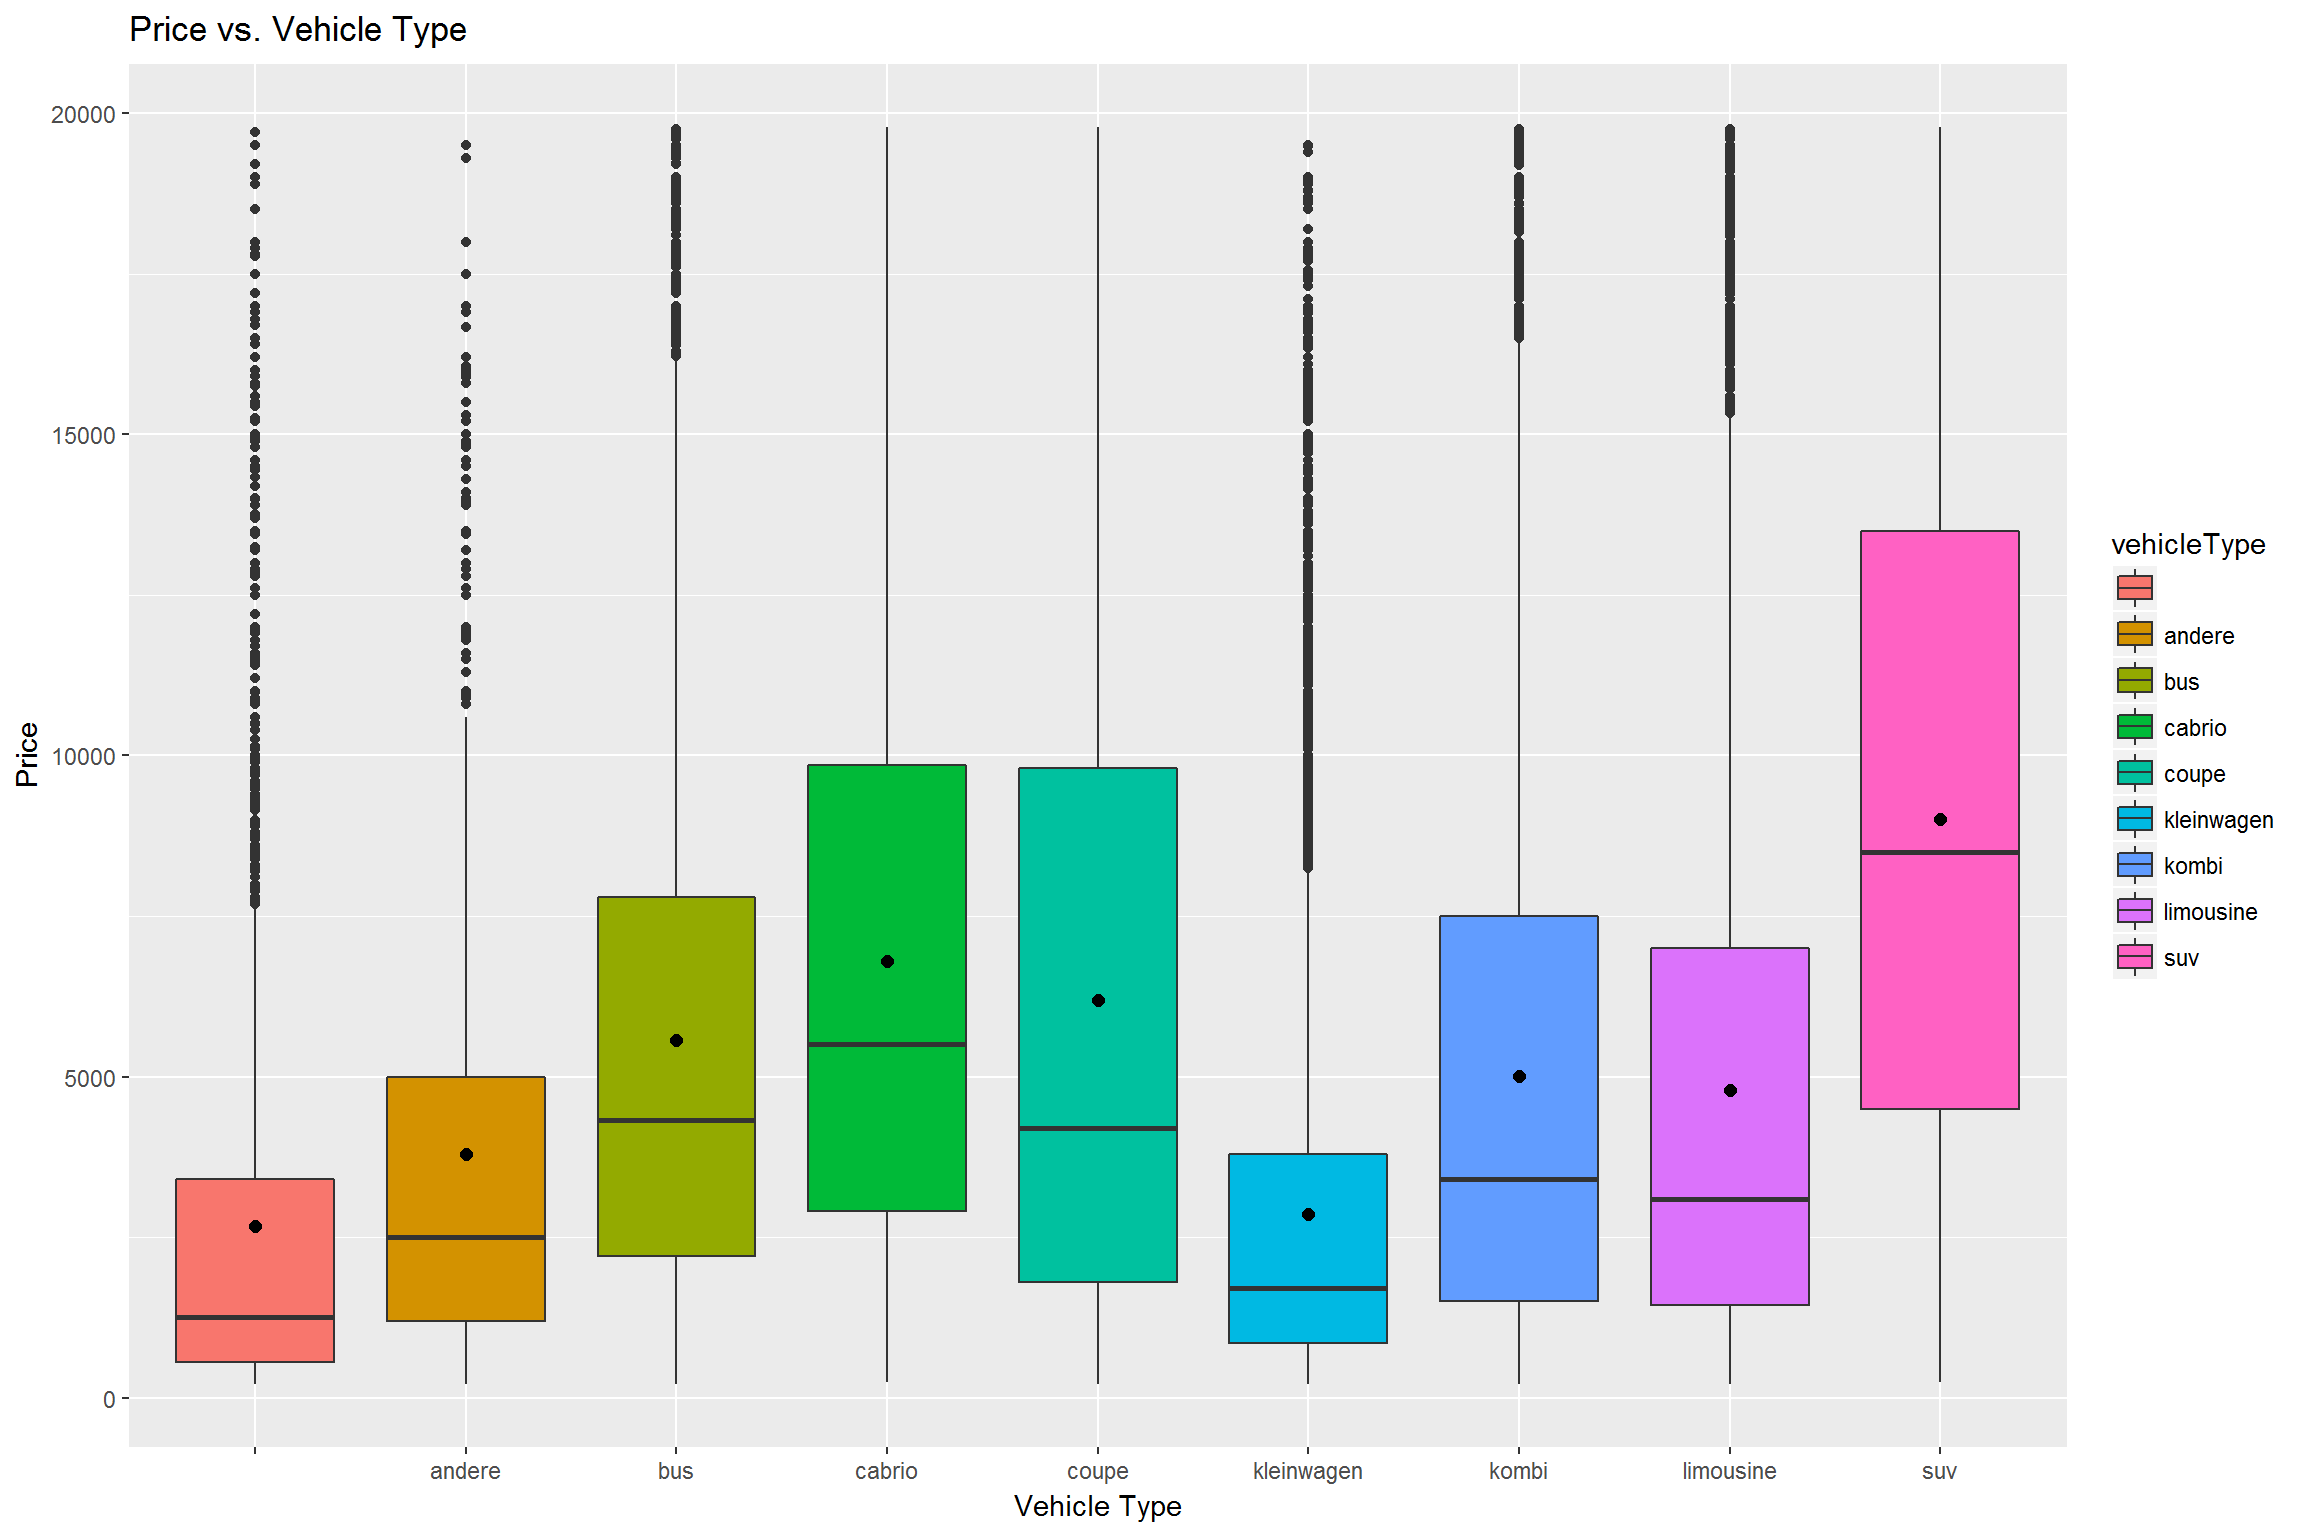 Price vs. Vehicle Type
20000
15000
10000
5000
0
Price
andere
bus
cabrio
coupe
kleinwagen
kombi
limousine
suv
Vehicle Type
vehicleType
andere
bus
cabrio
coupe
kleinwagen
kombi
limousine
suv